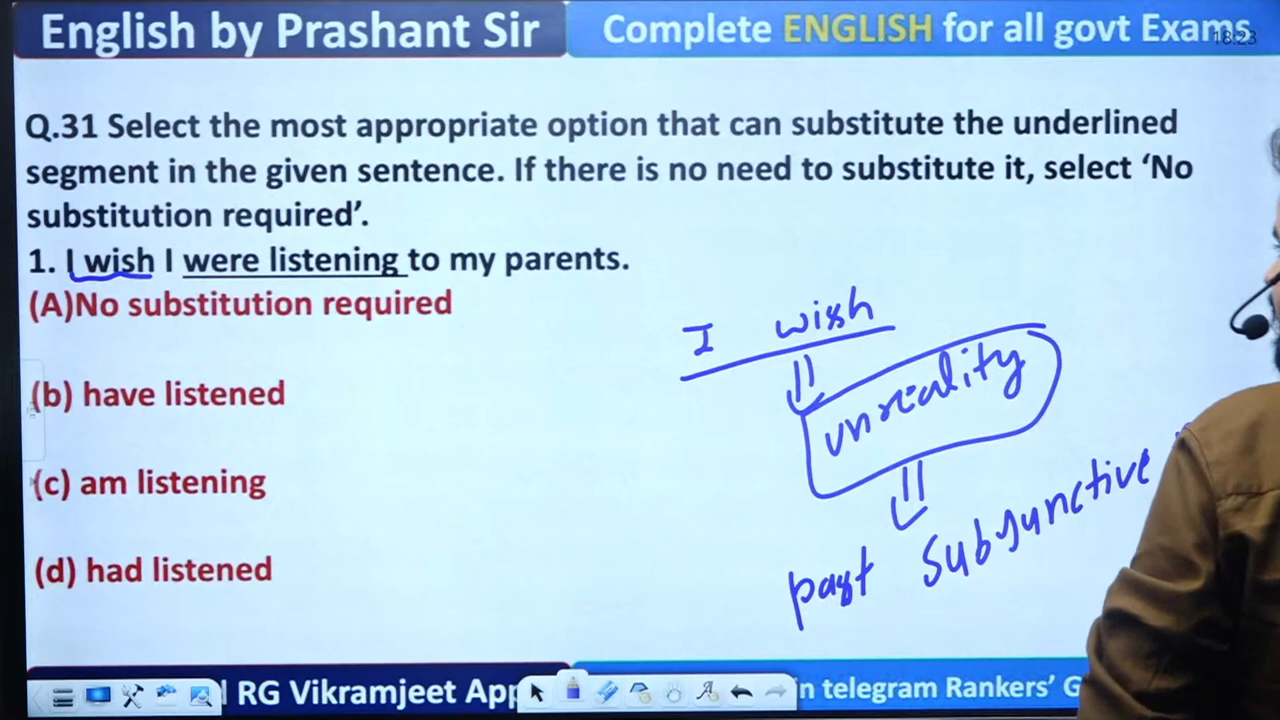 English by Prashant Sir
Complete ENGLISH for all govt Exams
18:23
Q.31 Select the most appropriate option that can substitute the underlined
segment in the given sentence. If there is no need to substitute it, select ‘No
substitution required’.
1. I wish I were listening to my parents.
(A)No substitution required
(b) have listened
(c) am listening
(d) had listened
I wish
unreality
past subjunctive
RG Vikramjeet App
in telegram Rankers’ G